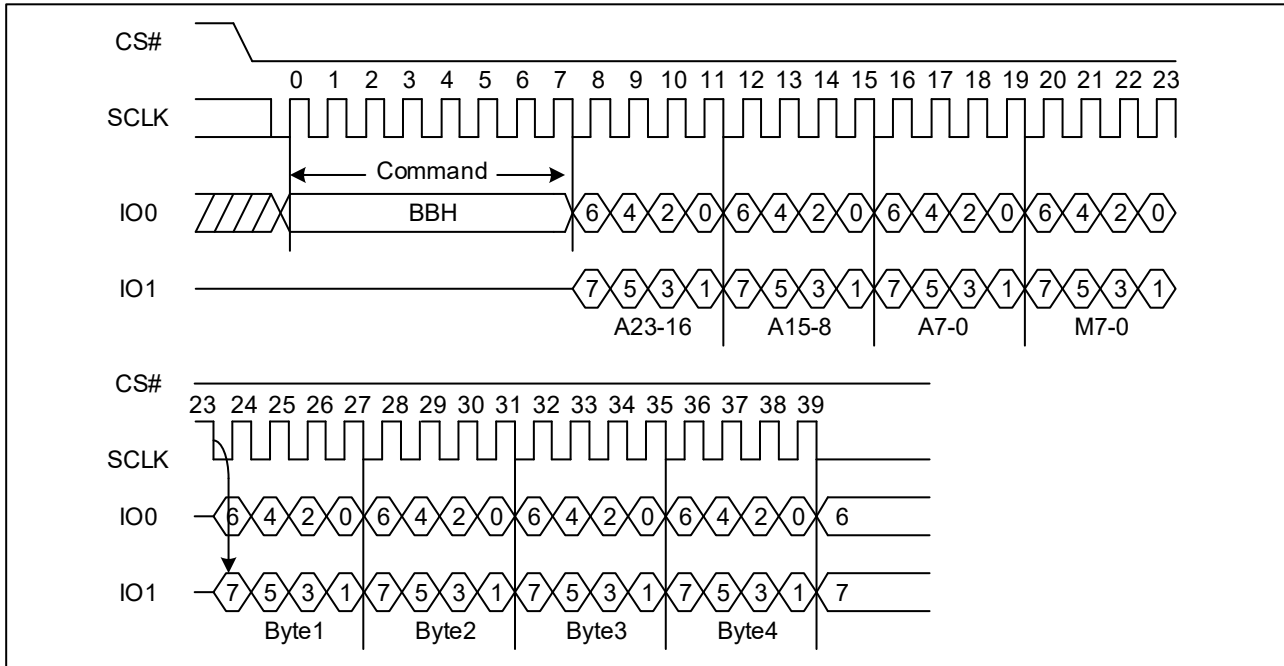 CS#
0 1 2 3 4 5 6 7 8 9 10 11 12 13 14 15 16 17 18 19 20 21 22 23
SCLK
Command
IO0 BBH 6 4 2 0 6 4 2 0 6 4 2 0 6 4 2 0
IO1 7 5 3 1 7 5 3 1 7 5 3 1 7 5 3 1
A23-16 A15-8 A7-0 M7-0
CS#
23 24 25 26 27 28 29 30 31 32 33 34 35 36 37 38 39
SCLK
IO0 6 4 2 0 6 4 2 0 6 4 2 0 6 4 2 0 6
IO1 7 5 3 1 7 5 3 1 7 5 3 1 7 5 3 1 7
Byte1 Byte2 Byte3 Byte4